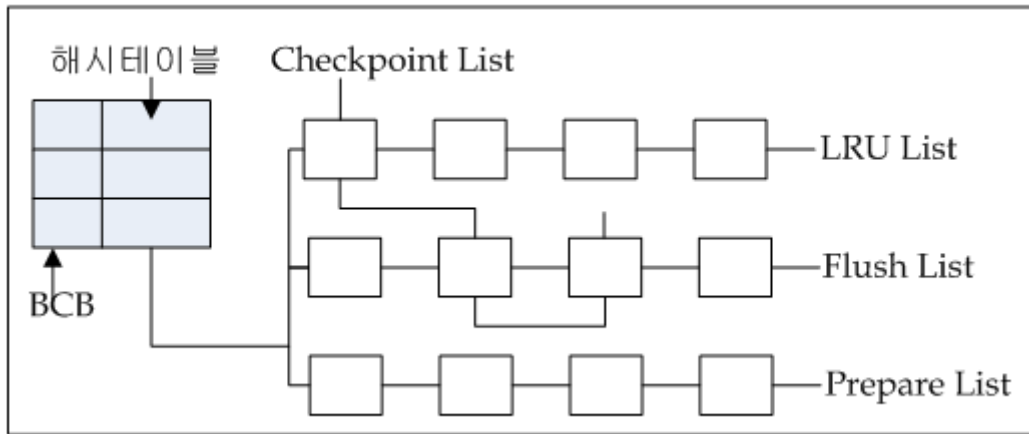 해시테이블
Checkpoint List
LRU List
Flush List
BCB
Prepare List